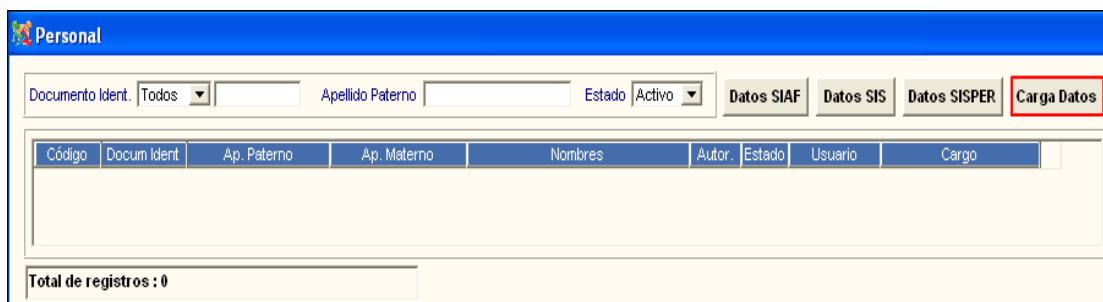 Personal
Documento Ident. Todos Apellido Paterno Estado Activo Datos SIAF Datos SIS Datos SISPER Carga Datos
Código Docum Ident Ap. Paterno Ap. Materno Nombres Autor. Estado Usuario Cargo
Total de registros : 0